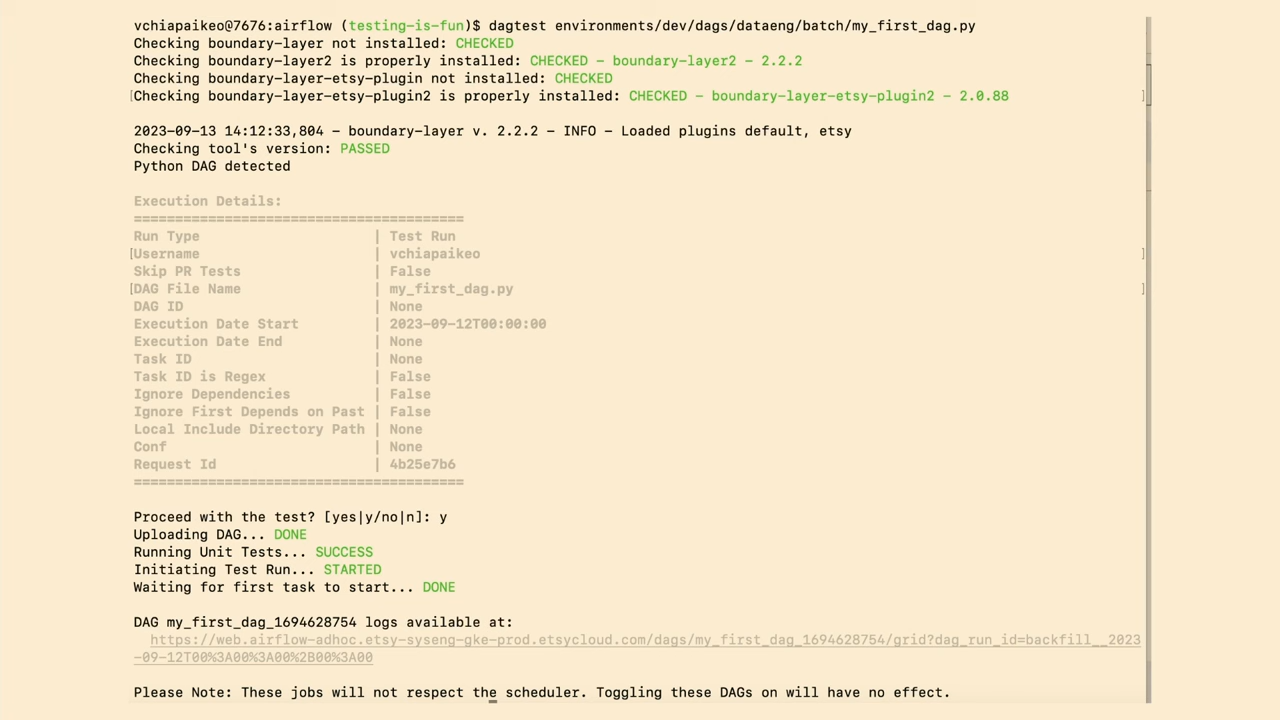 vchiapaikeo@7676:airflow (testing-is-fun)$ dagtest environments/dev/dags/dataeng/batch/my_first_dag.py
Checking boundary-layer not installed: CHECKED
Checking boundary-layer2 is properly installed: CHECKED - boundary-layer2 - 2.2.2
Checking boundary-layer-etsy-plugin not installed: CHECKED
[Checking boundary-layer-etsy-plugin2 is properly installed: CHECKED - boundary-layer-etsy-plugin2 - 2.0.88 ]
2023-09-13 14:12:33,804 - boundary-layer v. 2.2.2 - INFO - Loaded plugins default, etsy
Checking tool's version: PASSED
Python DAG detected
Execution Details:
========================================
Run Type | Test Run
[Username | vchiapaikeo ]
Skip PR Tests | False
[DAG File Name | my_first_dag.py ]
DAG ID | None
Execution Date Start | 2023-09-12T00:00:00
Execution Date End | None
Task ID | None
Task ID is Regex | False
Ignore Dependencies | False
Ignore First Depends on Past | False
Local Include Directory Path | None
Conf | None
Request Id | 4b25e7b6
========================================
Proceed with the test? [yes|y/no|n]: y
Uploading DAG... DONE
Running Unit Tests... SUCCESS
Initiating Test Run... STARTED
Waiting for first task to start... DONE
DAG my_first_dag_1694628754 logs available at:
https://web.airflow-adhoc.etsy-syseng-gke-prod.etsycloud.com/dags/my_first_dag_1694628754/grid?dag_run_id=backfill__2023
-09-12T00%3A00%3A00%2B00%3A00
Please Note: These jobs will not respect the scheduler. Toggling these DAGs on will have no effect.